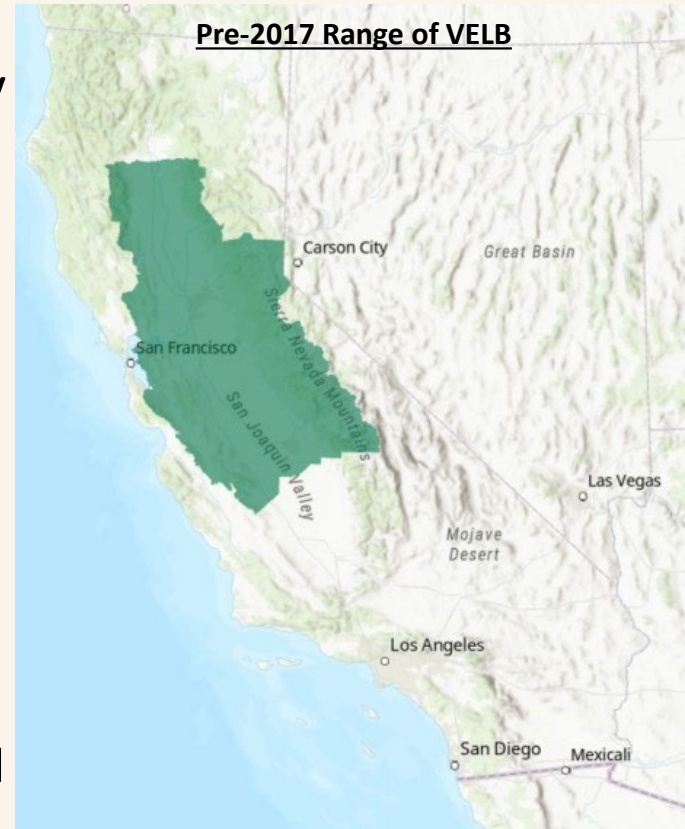 Pre-2017 Range of VELB
Carson City
Great Basin
Sierra Nevada Mountains
San Francisco
San Joaquin Valley
Las Vegas
Mojave
Desert
Los Angeles
San Diego
Mexicali